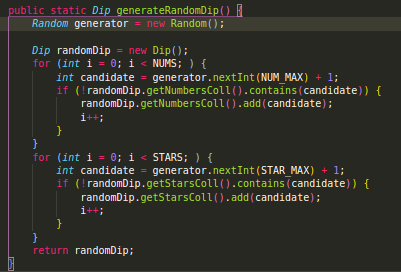 public static Dip generateRandomDip() {
Random generator = new Random();
Dip randomDip = new Dip();
for (int i = 0; i < NUMS; ) {
int candidate = generator.nextInt(NUM_MAX) + 1;
if (!randomDip.getNumbersColl().contains(candidate)) {
randomDip.getNumbersColl().add(candidate);
i++;
}
}
for (int i = 0; i < STARS; ) {
int candidate = generator.nextInt(STAR_MAX) + 1;
if (!randomDip.getStarsColl().contains(candidate)) {
randomDip.getStarsColl().add(candidate);
i++;
}
}
return randomDip;
}